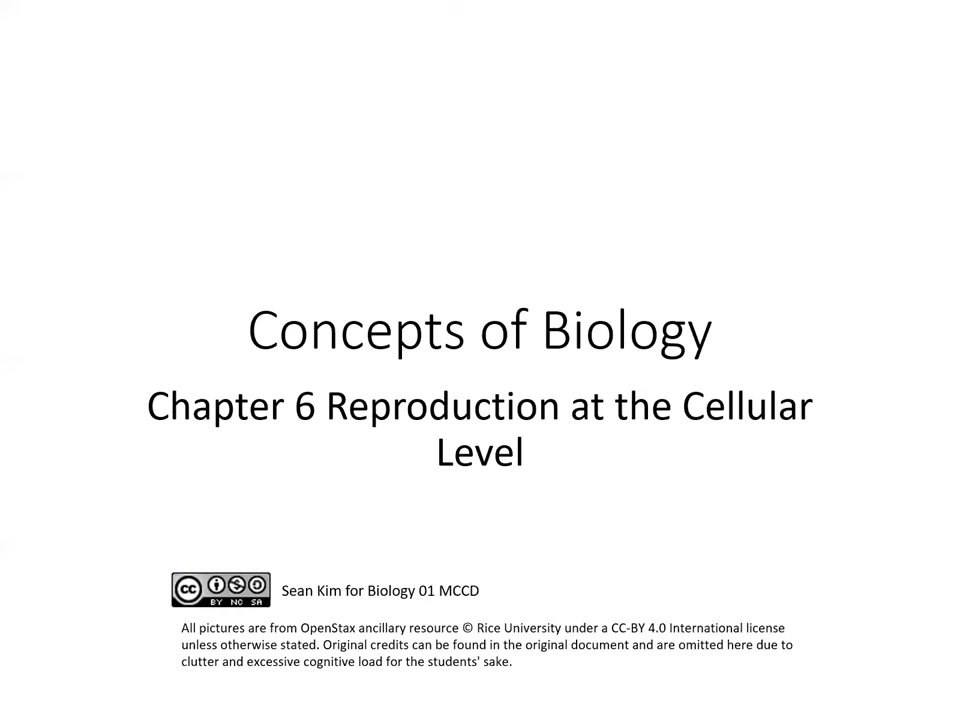 Concepts of Biology
Chapter 6 Reproduction at the Cellular
Level
cc BY NC SA Sean Kim for Biology 01 MCCD
All pictures are from OpenStax ancillary resource © Rice University under a CC-BY 4.0 International license
unless otherwise stated. Original credits can be found in the original document and are omitted here due to
clutter and excessive cognitive load for the students' sake.